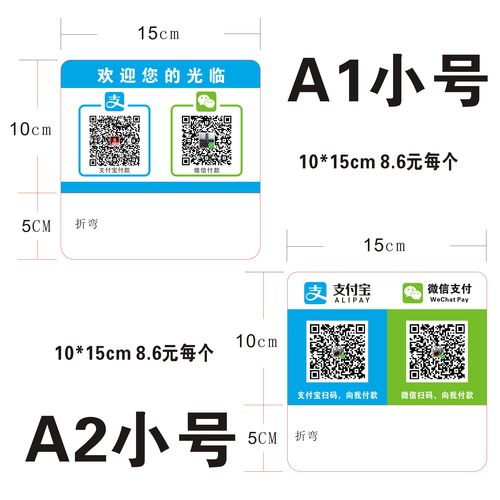 15cm
欢迎您的光临
10cm
支付宝付款
微信付款
5CM
折弯
A1小号
10*15cm 8.6元每个
15cm
支付宝
ALIPAY
微信支付
WeChat Pay
10cm
支付宝扫码，向我付款
微信扫码，向我付款
5CM
折弯
10*15cm 8.6元每个
A2小号